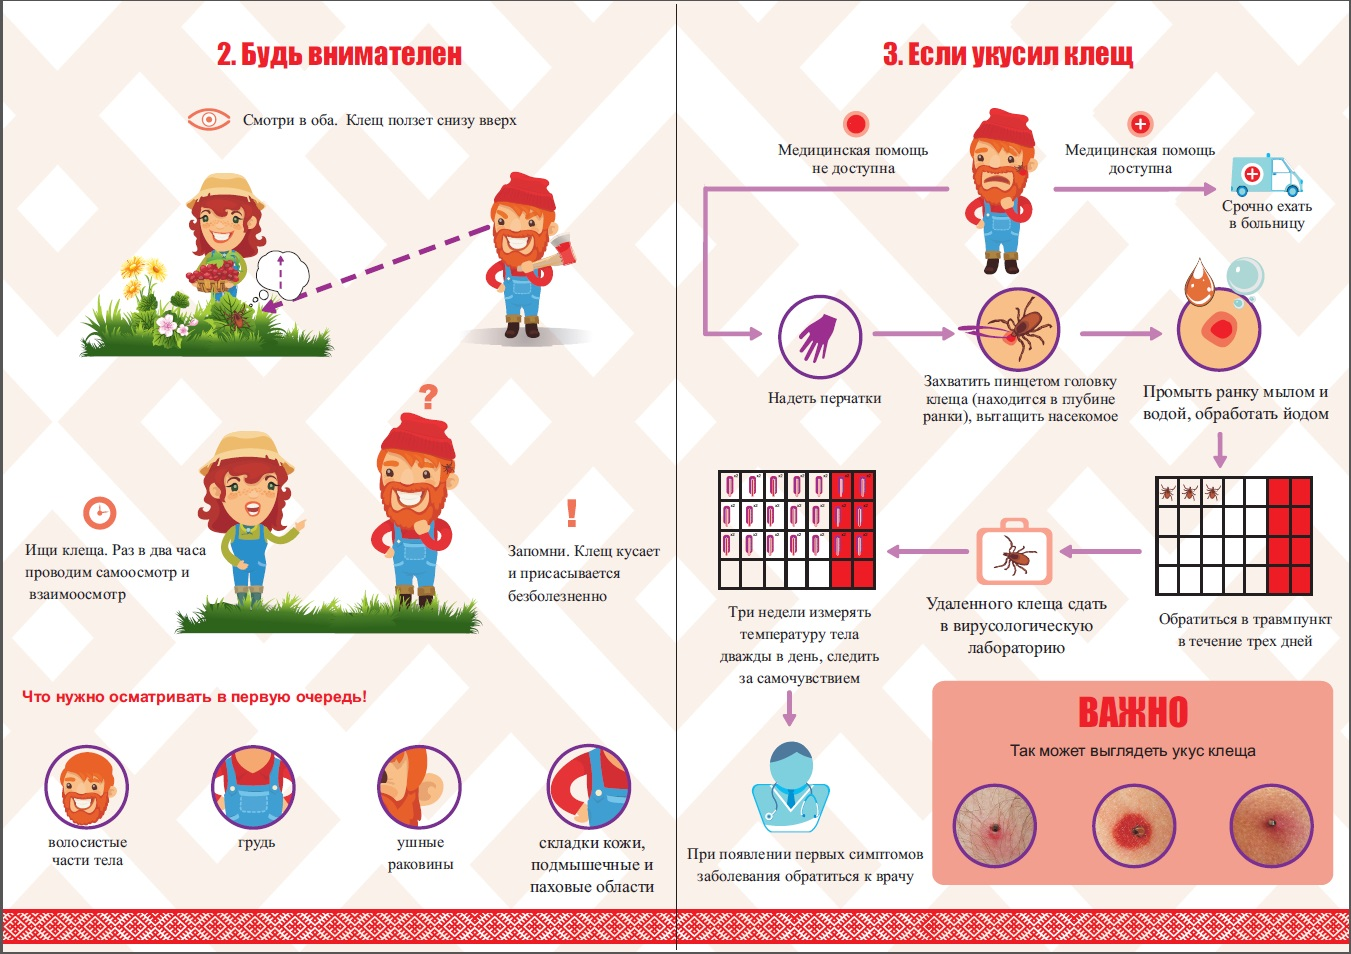 2. Будь внимателен
Смотри в оба.  Клещ ползет снизу вверх
?
Ищи клеща. Раз в два часа
проводим самоосмотр и
взаимоосмотр
!
Запомни. Клещ кусает
и присасывается
безболезненно
Что нужно осматривать в первую очередь!
волосистые
части тела
грудь
ушные
раковины
складки кожи,
подмышечные и
паховые области
3. Если укусил клещ
Медицинская помощь
не доступна
Медицинская помощь
доступна
Срочно ехать
в больницу
Надеть перчатки
Захватить пинцетом головку
клеща (находится в глубине
ранки), вытащить насекомое
Промыть ранку мылом и
водой, обработать йодом
Обратиться в травмпункт
в течение трех дней
Удаленного клеща сдать
в вирусологическую
лабораторию
Три недели измерять
температуру тела
дважды в день, следить
за самочувствием
При появлении первых симптомов
заболевания обратиться к врачу
ВАЖНО
Так может выглядеть укус клеща